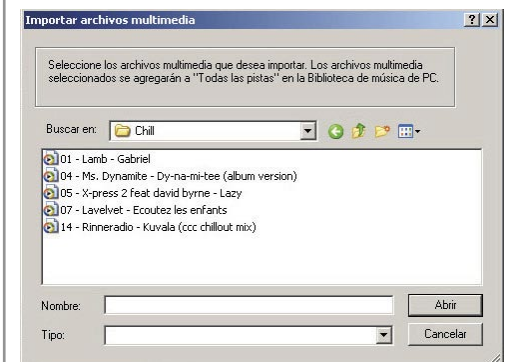 Importar archivos multimedia
Seleccione los archivos multimedia que desea importar. Los archivos multimedia
seleccionados se agregarán a "Todas las pistas" en la Biblioteca de música de PC.
Buscar en: Chill
01 - Lamb - Gabriel
04 - Ms. Dynamite - Dy-na-mi-tee (album version)
05 - X-press 2 feat david byrne - Lazy
07 - Lavelvet - Ecoutez les enfants
14 - Rinneradio - Kuvala (ccc chillout mix)
Nombre: Abrir
Tipo: Cancelar